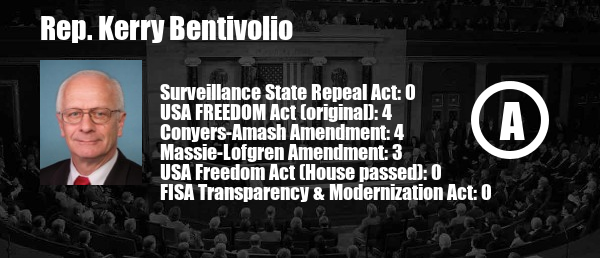 Rep. Kerry Bentivolio
Surveillance State Repeal Act: 0
USA FREEDOM Act (original): 4
Conyers-Amash Amendment: 4
Massie-Lofgren Amendment: 3
USA Freedom Act (House passed): 0
FISA Transparency & Modernization Act: 0
A